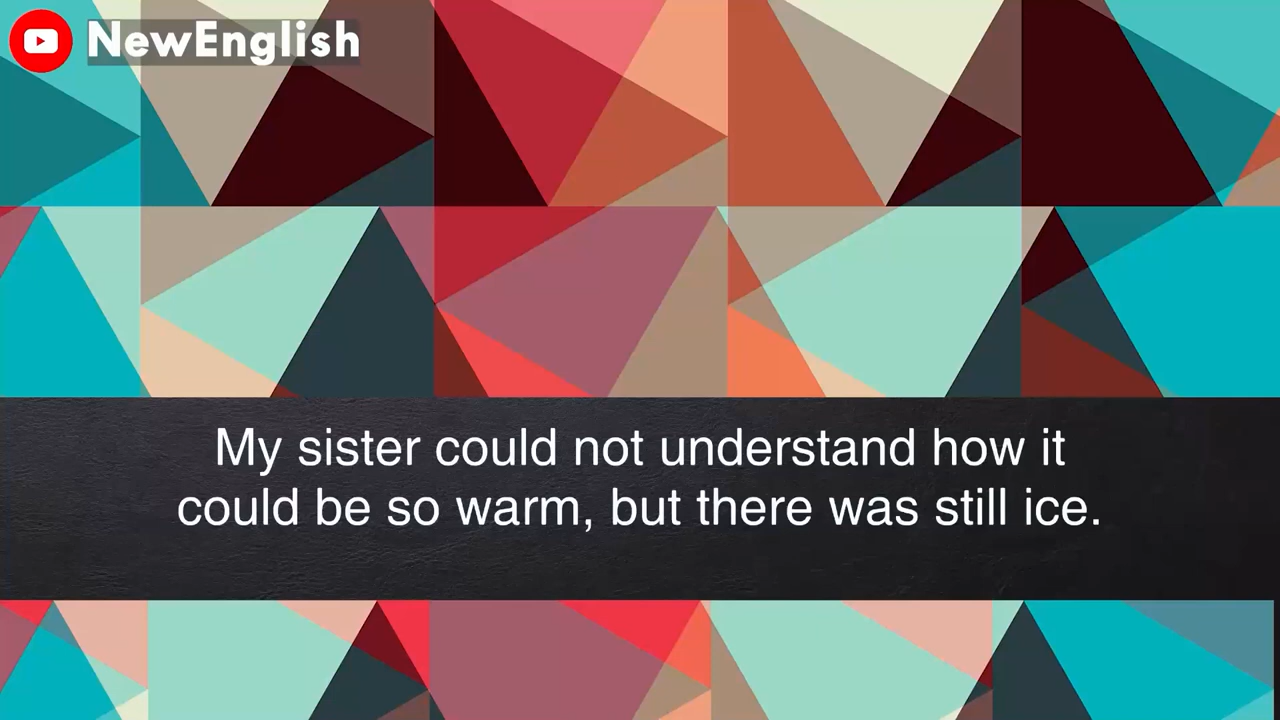 NewEnglish
My sister could not understand how it
could be so warm, but there was still ice.